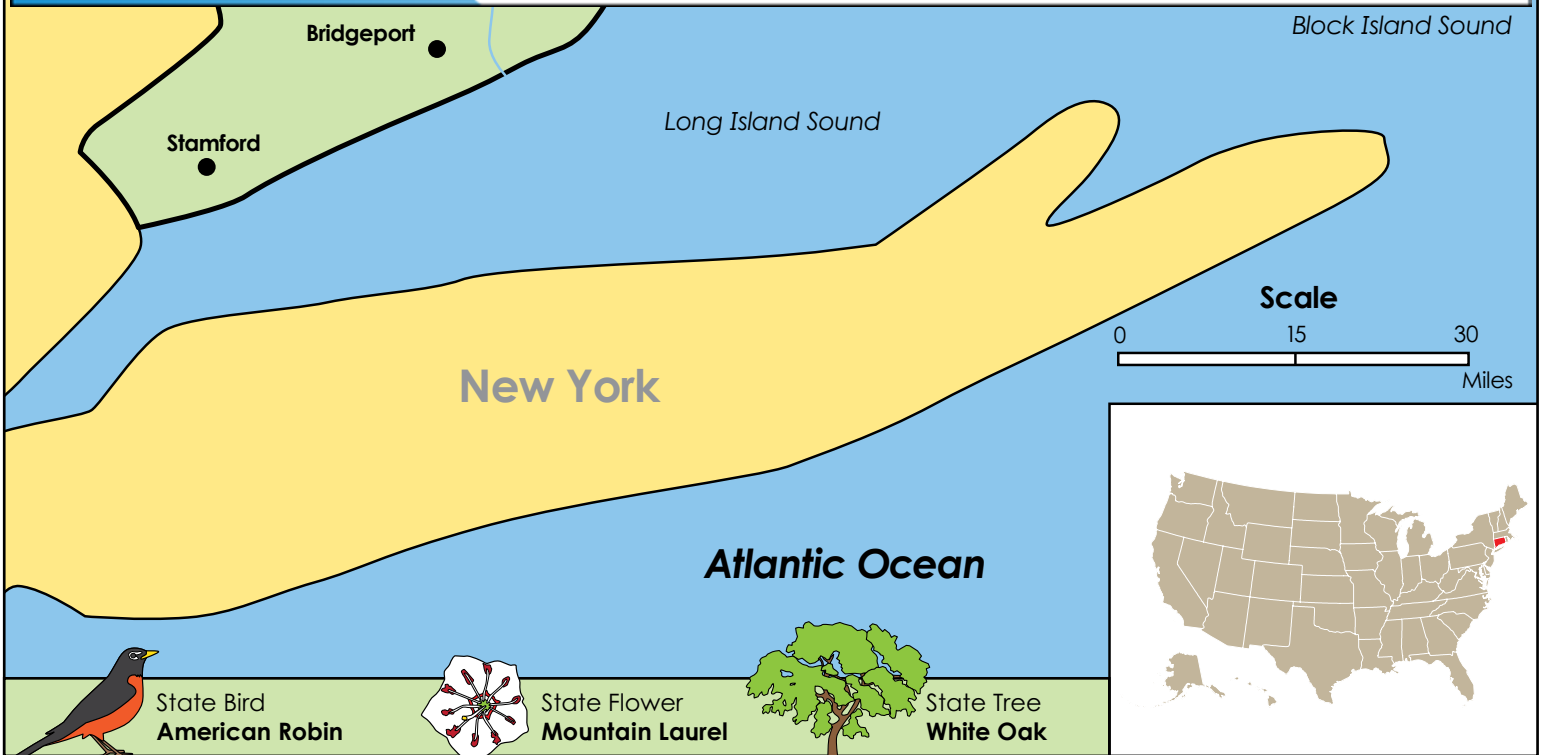 Block Island Sound
Bridgeport
Long Island Sound
Stamford
Scale
0 15 30
Miles
New York
Atlantic Ocean
State Bird
American Robin
State Flower
Mountain Laurel
State Tree
White Oak